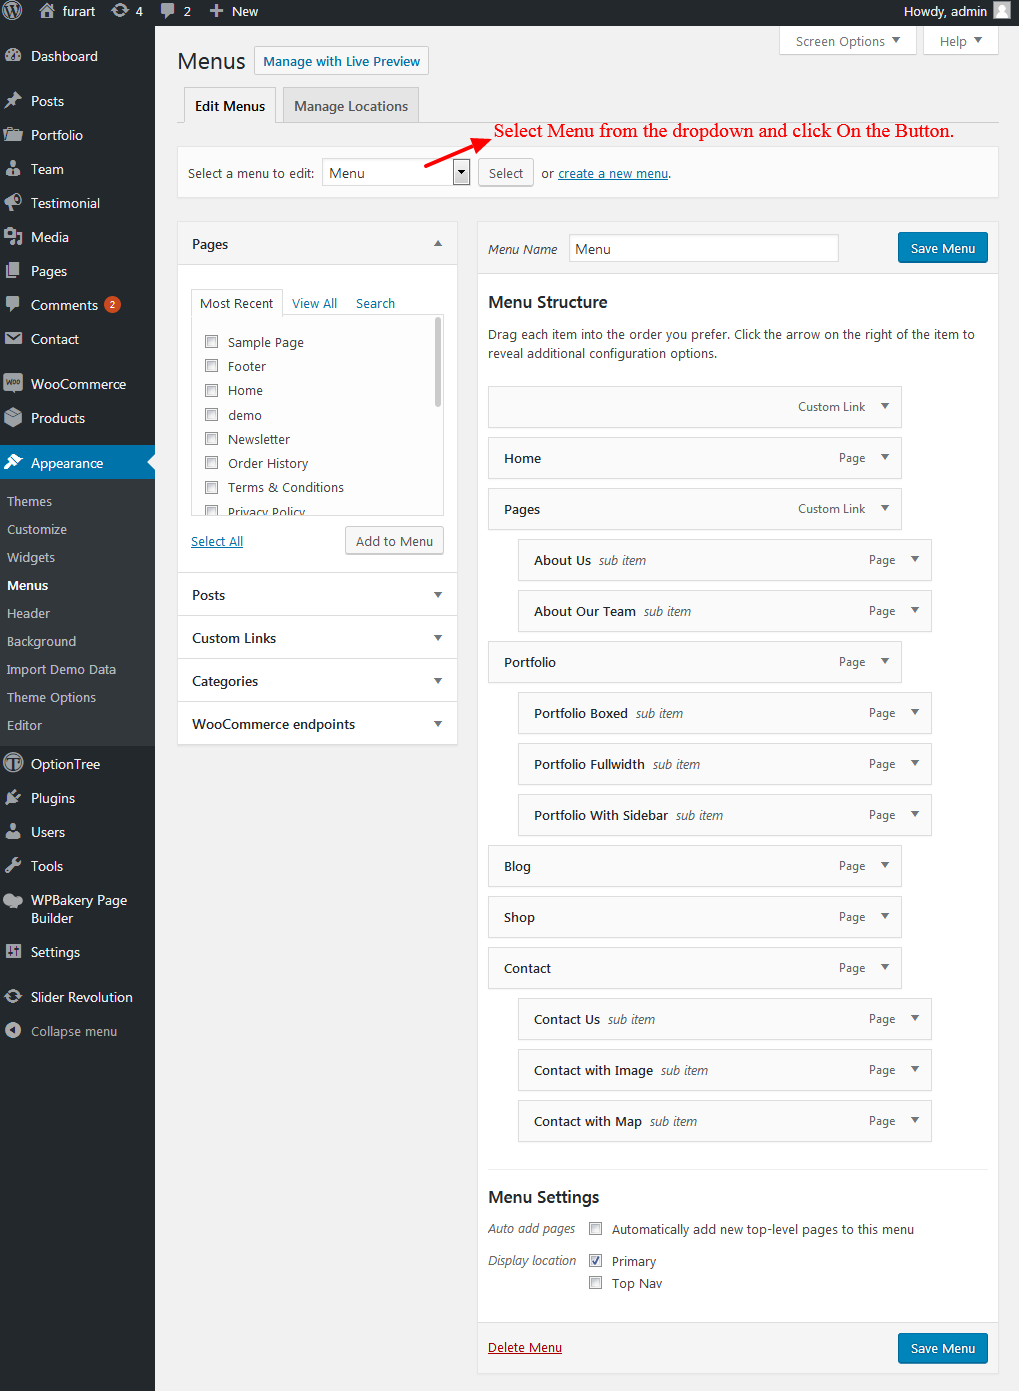 furart 4 2 New Howdy, admin
Screen Options Help
Dashboard
Posts
Portfolio
Team
Testimonial
Media
Pages
Comments 2
Contact
WOO WooCommerce
Products
Appearance
Themes
Customize
Widgets
Menus
Header
Background
Import Demo Data
Theme Options
Editor
OptionTree
Plugins
Users
Tools
WPBakery Page
Builder
Settings
Slider Revolution
Collapse menu
Menus Manage with Live Preview
Edit Menus Manage Locations
Select Menu from the dropdown and click On the Button.
Select a menu to edit: Menu Select or create a new menu.
Pages
Most Recent View All Search
Sample Page
Footer
Home
demo
Newsletter
Order History
Terms & Conditions
Privacy Policy
Select All Add to Menu
Posts
Custom Links
Categories
WooCommerce endpoints
Menu Name Menu Save Menu
Menu Structure
Drag each item into the order you prefer. Click the arrow on the right of the item to
reveal additional configuration options.
Custom Link
Home Page
Pages Custom Link
About Us sub item Page
About Our Team sub item Page
Portfolio Page
Portfolio Boxed sub item Page
Portfolio Fullwidth sub item Page
Portfolio With Sidebar sub item Page
Blog Page
Shop Page
Contact Page
Contact Us sub item Page
Contact with Image sub item Page
Contact with Map sub item Page
Menu Settings
Auto add pages Automatically add new top-level pages to this menu
Display location Primary
Top Nav
Delete Menu Save Menu